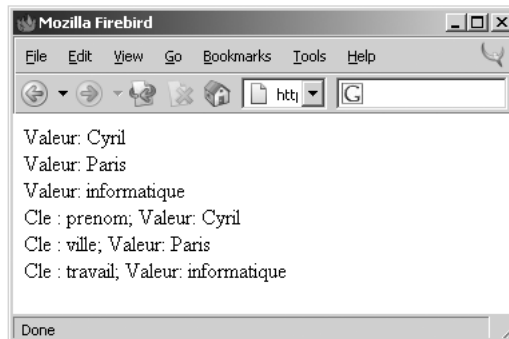 Mozilla Firebird
File Edit View Go Bookmarks Tools Help
http G
Valeur: Cyril
Valeur: Paris
Valeur: informatique
Cle : prenom; Valeur: Cyril
Cle : ville; Valeur: Paris
Cle : travail; Valeur: informatique
Done